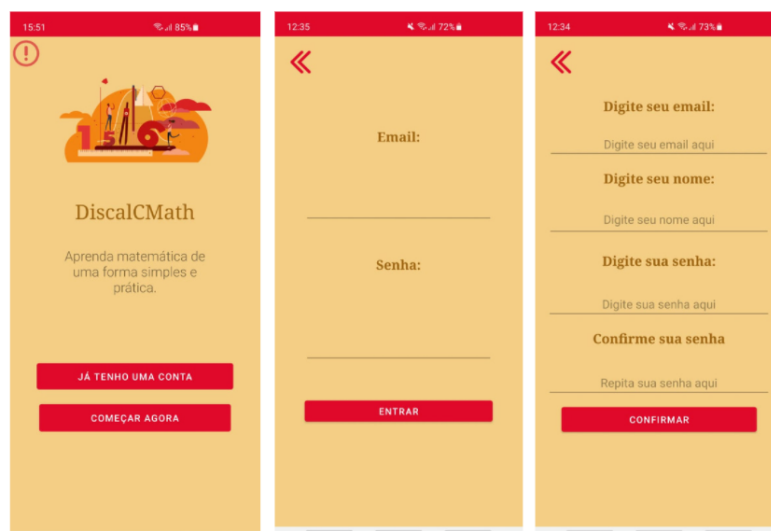 15:51
85%
DiscalCMath
Aprenda matemática de
uma forma simples e
prática.
JÁ TENHO UMA CONTA
COMEÇAR AGORA
12:35
72%
Email:
Senha:
ENTRAR
12:34
73%
Digite seu email:
Digite seu email aqui
Digite seu nome:
Digite seu nome aqui
Digite sua senha:
Digite sua senha aqui
Confirme sua senha
Repita sua senha aqui
CONFIRMAR